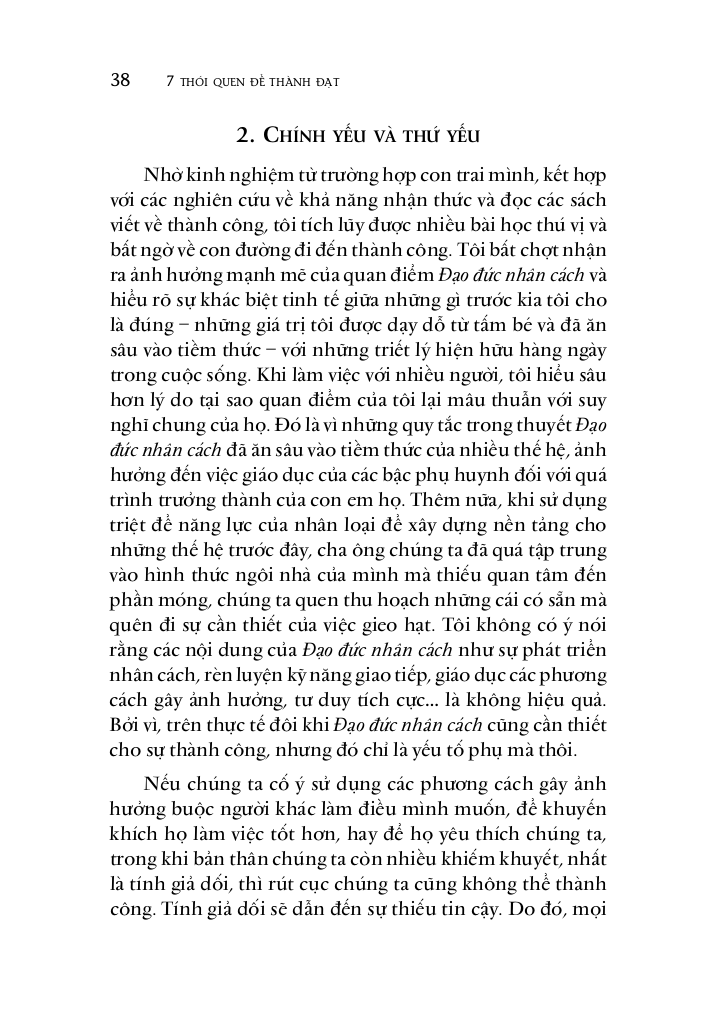 38 7 THÓI QUEN ĐỂ THÀNH ĐẠT
2. CHÍNH YẾU VÀ THỨ YẾU
Nhờ kinh nghiệm từ trường hợp con trai mình, kết hợp
với các nghiên cứu về khả năng nhận thức và đọc các sách
viết về thành công, tôi tích lũy được nhiều bài học thú vị và
bất ngờ về con đường đi đến thành công. Tôi bất chợt nhận
ra ảnh hưởng mạnh mẽ của quan điểm Đạo đức nhân cách và
hiểu rõ sự khác biệt tinh tế giữa những gì trước kia tôi cho
là đúng – những giá trị tôi được dạy dỗ từ tấm bé và đã ăn
sâu vào tiềm thức – với những triết lý hiện hữu hàng ngày
trong cuộc sống. Khi làm việc với nhiều người, tôi hiểu sâu
hơn lý do tại sao quan điểm của tôi lại mâu thuẫn với suy
nghĩ chung của họ. Đó là vì những quy tắc trong thuyết Đạo
đức nhân cách đã ăn sâu vào tiềm thức của nhiều thế hệ, ảnh
hưởng đến việc giáo dục của các bậc phụ huynh đối với quá
trình trưởng thành của con em họ. Thêm nữa, khi sử dụng
triệt để năng lực của nhân loại để xây dựng nền tảng cho
những thế hệ trước đây, cha ông chúng ta đã quá tập trung
vào hình thức ngôi nhà của mình mà thiếu quan tâm đến
phần móng, chúng ta quen thu hoạch những cái có sẵn mà
quên đi sự cần thiết của việc gieo hạt. Tôi không có ý nói
rằng các nội dung của Đạo đức nhân cách như sự phát triển
nhân cách, rèn luyện kỹ năng giao tiếp, giáo dục các phương
cách gây ảnh hưởng, tư duy tích cực... là không hiệu quả.
Bởi vì, trên thực tế đôi khi Đạo đức nhân cách cũng cần thiết
cho sự thành công, nhưng đó chỉ là yếu tố phụ mà thôi.
Nếu chúng ta cố ý sử dụng các phương cách gây ảnh
hưởng buộc người khác làm điều mình muốn, để khuyến
khích họ làm việc tốt hơn, hay để họ yêu thích chúng ta,
trong khi bản thân chúng ta còn nhiều khiếm khuyết, nhất
là tính giả dối, thì rút cục chúng ta cũng không thể thành
công. Tính giả dối sẽ dẫn đến sự thiếu tin cậy. Do đó, mọi